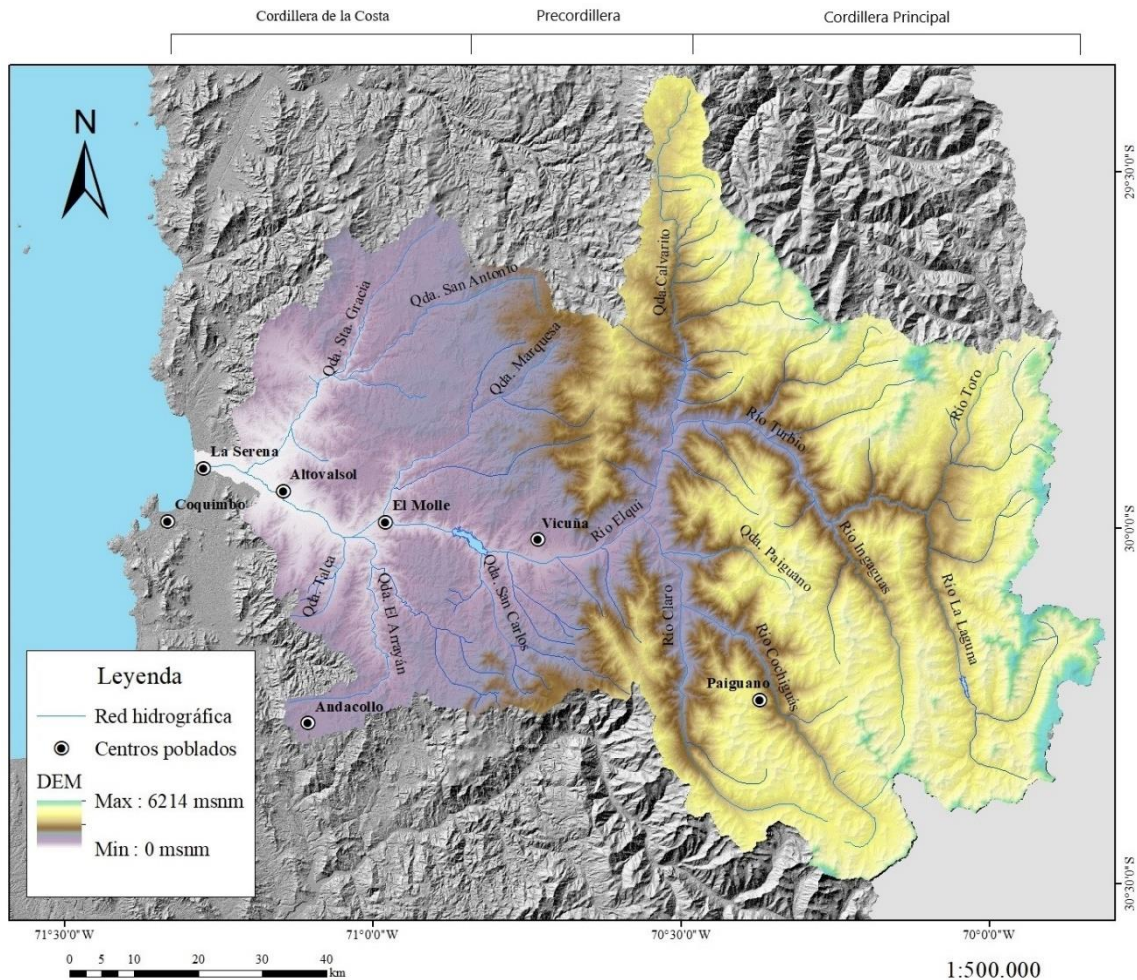 Cordillera de la Costa
Precordillera
Cordillera Principal
N
29°30'0"S
Qda. Calvarito
Qda. San Antonio
Qda. Sta. Gracia
Qda. Marquesa
Río Toro
Río Turbio
La Serena
Altovalsol
Coquimbo
El Molle
Vicuña
Río Elqui
30°0'0"S
Qda. Talca
Qda. El Arrayán
Qda. San Carlos
Río Claro
Qda. Paiguano
Río Ingaguas
Río La Laguna
Río Cochiguás
Paiguano
Andacollo
Leyenda
Red hidrográfica
Centros poblados
DEM
Max : 6214 msnm
Min : 0 msnm
30°30'0"S
71°30'0"W
71°0'0"W
70°30'0"W
70°0'0"W
0 5 10 20 30 40
km
1:500.000